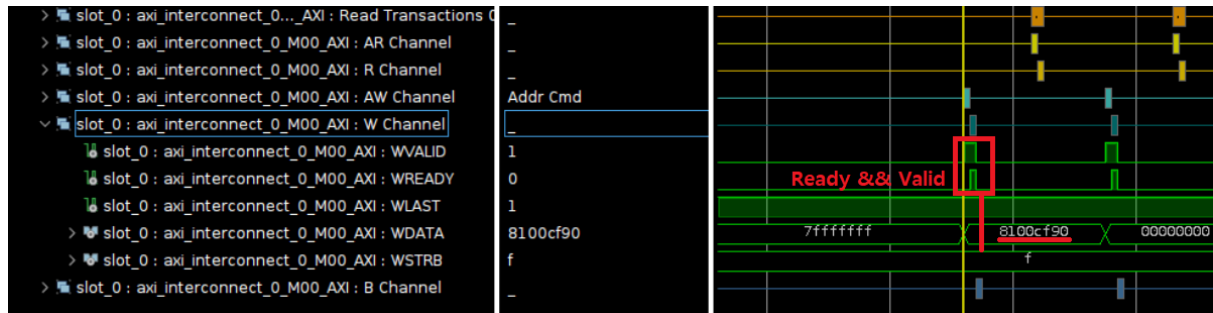 slot_0 : axi_interconnect_0..._AXI : Read Transactions _
slot_0 : axi_interconnect_0_M00_AXI : AR Channel _
slot_0 : axi_interconnect_0_M00_AXI : R Channel _
slot_0 : axi_interconnect_0_M00_AXI : AW Channel Addr Cmd
slot_0 : axi_interconnect_0_M00_AXI : W Channel _
slot_0 : axi_interconnect_0_M00_AXI : WVALID 1
slot_0 : axi_interconnect_0_M00_AXI : WREADY 0 Ready && Valid
slot_0 : axi_interconnect_0_M00_AXI : WLAST 1
slot_0 : axi_interconnect_0_M00_AXI : WDATA 8100cf90 7fffffff 8100cf90 00000000
slot_0 : axi_interconnect_0_M00_AXI : WSTRB f f
slot_0 : axi_interconnect_0_M00_AXI : B Channel _